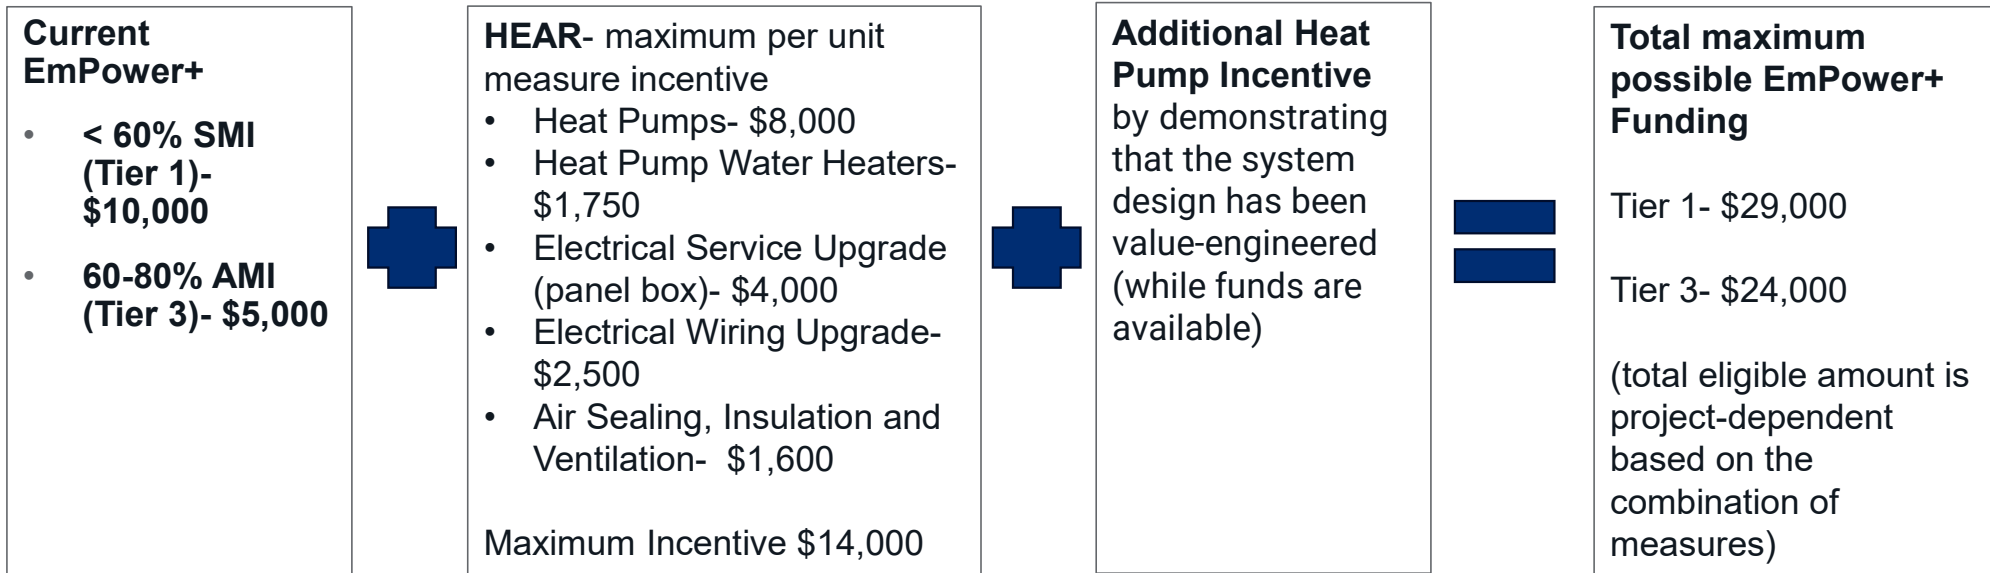 Current
EmPower+
• < 60% SMI
(Tier 1)-
$10,000
• 60-80% AMI
(Tier 3)- $5,000
HEAR- maximum per unit
measure incentive
• Heat Pumps- $8,000
• Heat Pump Water Heaters-
$1,750
• Electrical Service Upgrade
(panel box)- $4,000
• Electrical Wiring Upgrade-
$2,500
• Air Sealing, Insulation and
Ventilation- $1,600
Maximum Incentive $14,000
Additional Heat
Pump Incentive
by demonstrating
that the system
design has been
value-engineered
(while funds are
available)
Total maximum
possible EmPower+
Funding
Tier 1- $29,000
Tier 3- $24,000
(total eligible amount is
project-dependent
based on the
combination of
measures)